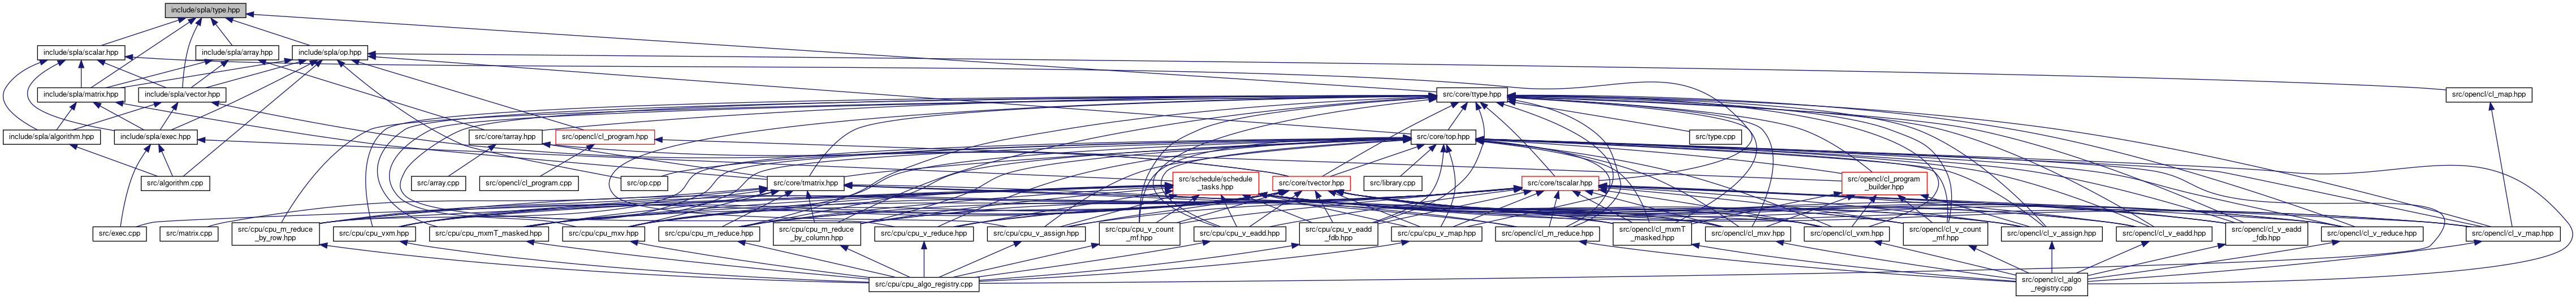 include/spla/type.hpp
include/spla/scalar.hpp
include/spla/array.hpp
include/spla/op.hpp
include/spla/matrix.hpp
include/spla/vector.hpp
src/core/ttype.hpp
src/opencl/cl_map.hpp
include/spla/algorithm.hpp
include/spla/exec.hpp
src/core/tarray.hpp
src/opencl/cl_program.hpp
src/core/top.hpp
src/type.cpp
src/algorithm.cpp
src/array.cpp
src/opencl/cl_program.cpp
src/op.cpp
src/core/tmatrix.hpp
src/schedule/schedule
_tasks.hpp
src/core/tvector.hpp
src/library.cpp
src/core/tscalar.hpp
src/opencl/cl_program
_builder.hpp
src/exec.cpp
src/matrix.cpp
src/cpu/cpu_m_reduce
_by_row.hpp
src/cpu/cpu_vxm.hpp
src/cpu/cpu_mxmT_masked.hpp
src/cpu/cpu_mxv.hpp
src/cpu/cpu_m_reduce.hpp
src/cpu/cpu_m_reduce
_by_column.hpp
src/cpu/cpu_v_reduce.hpp
src/cpu/cpu_v_assign.hpp
src/cpu/cpu_v_count
_mf.hpp
src/cpu/cpu_v_eadd.hpp
src/cpu/cpu_v_eadd
_fdb.hpp
src/cpu/cpu_v_map.hpp
src/opencl/cl_m_reduce.hpp
src/opencl/cl_mxmT
_masked.hpp
src/opencl/cl_mxv.hpp
src/opencl/cl_vxm.hpp
src/opencl/cl_v_count
_mf.hpp
src/opencl/cl_v_assign.hpp
src/opencl/cl_v_eadd.hpp
src/opencl/cl_v_eadd
_fdb.hpp
src/opencl/cl_v_reduce.hpp
src/opencl/cl_v_map.hpp
src/cpu/cpu_algo_registry.cpp
src/opencl/cl_algo
_registry.cpp